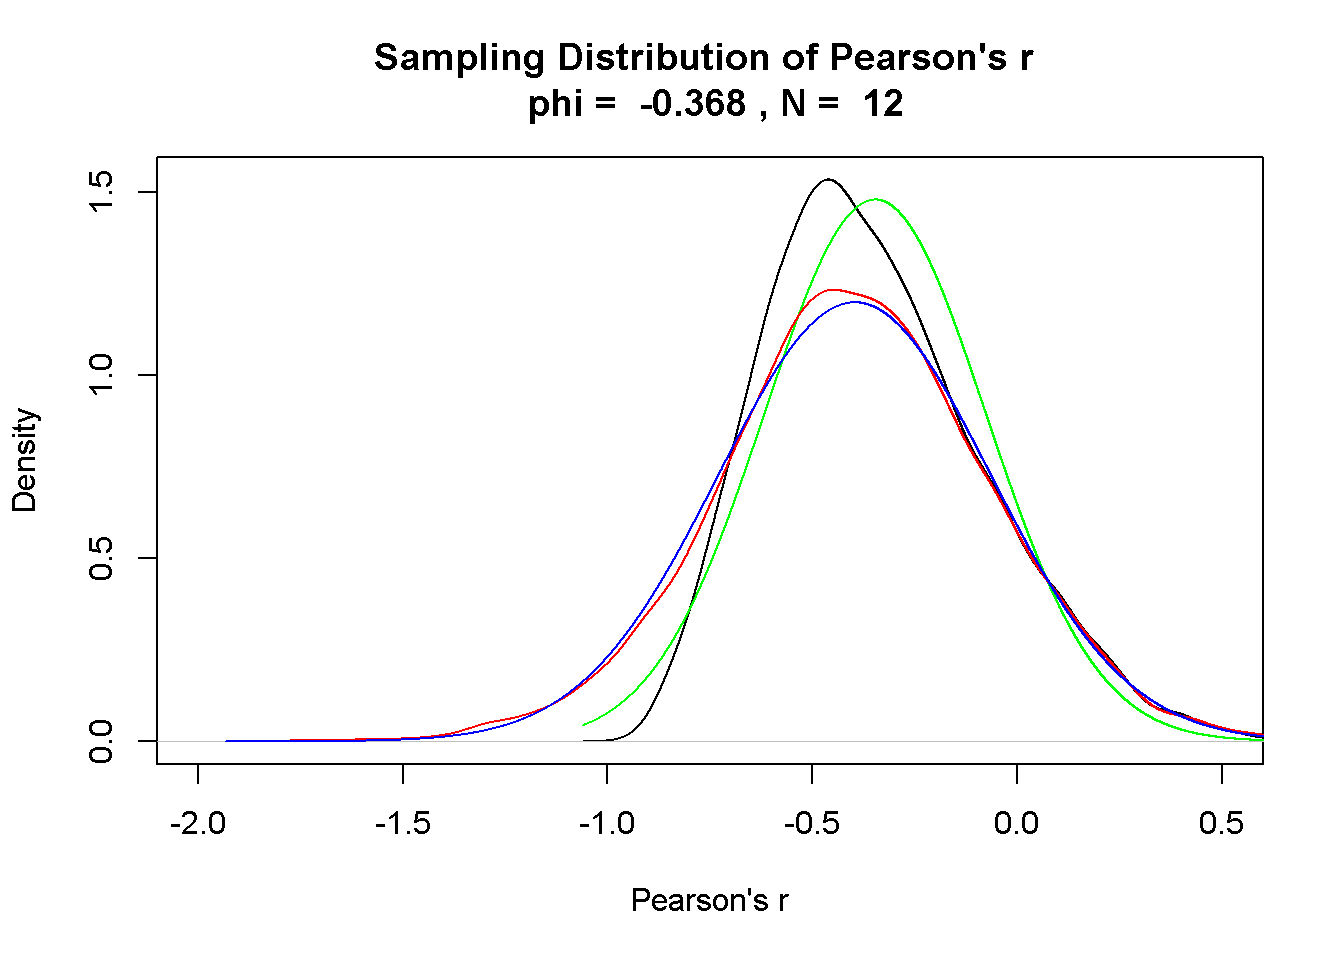 Sampling Distribution of Pearson's r
phi =  -0.368 , N =  12
1.5
1.0
0.5
0.0
Density
-2.0 -1.5 -1.0 -0.5 0.0 0.5
Pearson's r